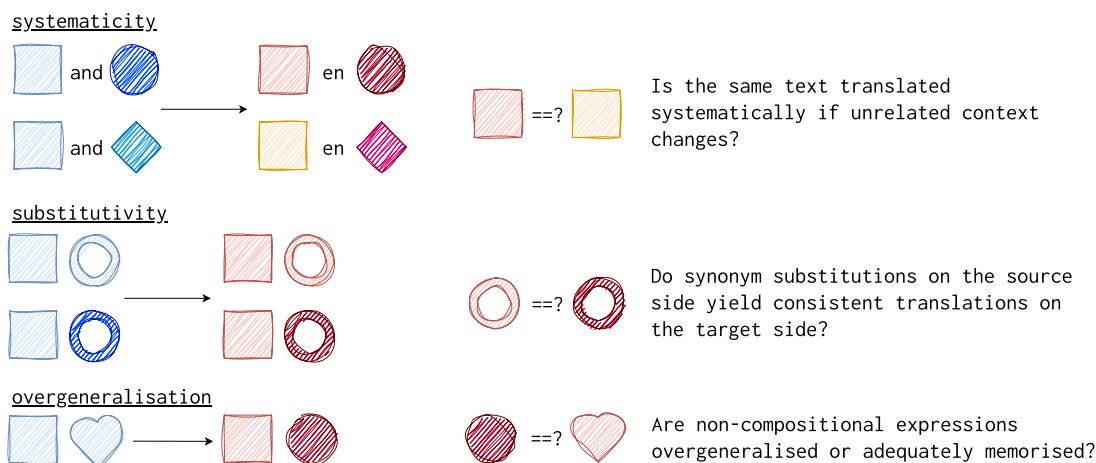 systematicity
and
en
and
en
==?
Is the same text translated
systematically if unrelated context
changes?
substitutivity
==?
Do synonym substitutions on the source
side yield consistent translations on
the target side?
overgeneralisation
==?
Are non-compositional expressions
overgeneralised or adequately memorised?